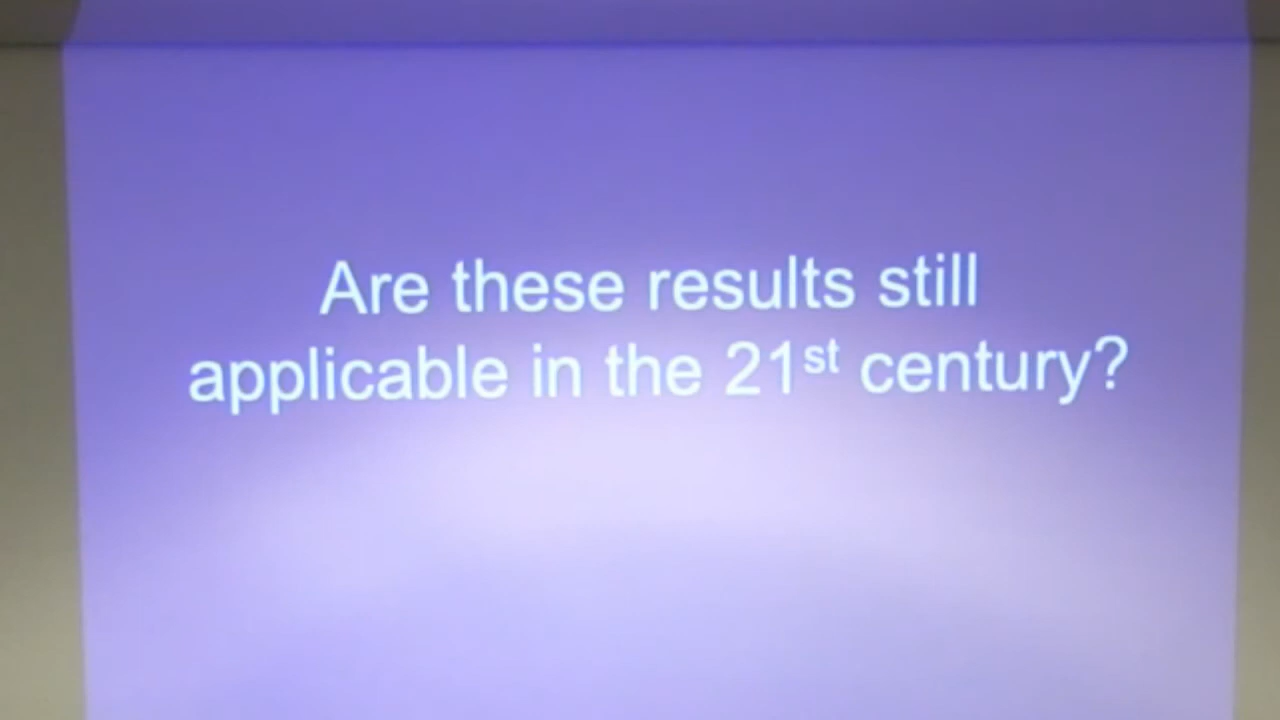 Are these results still
applicable in the 21st century?